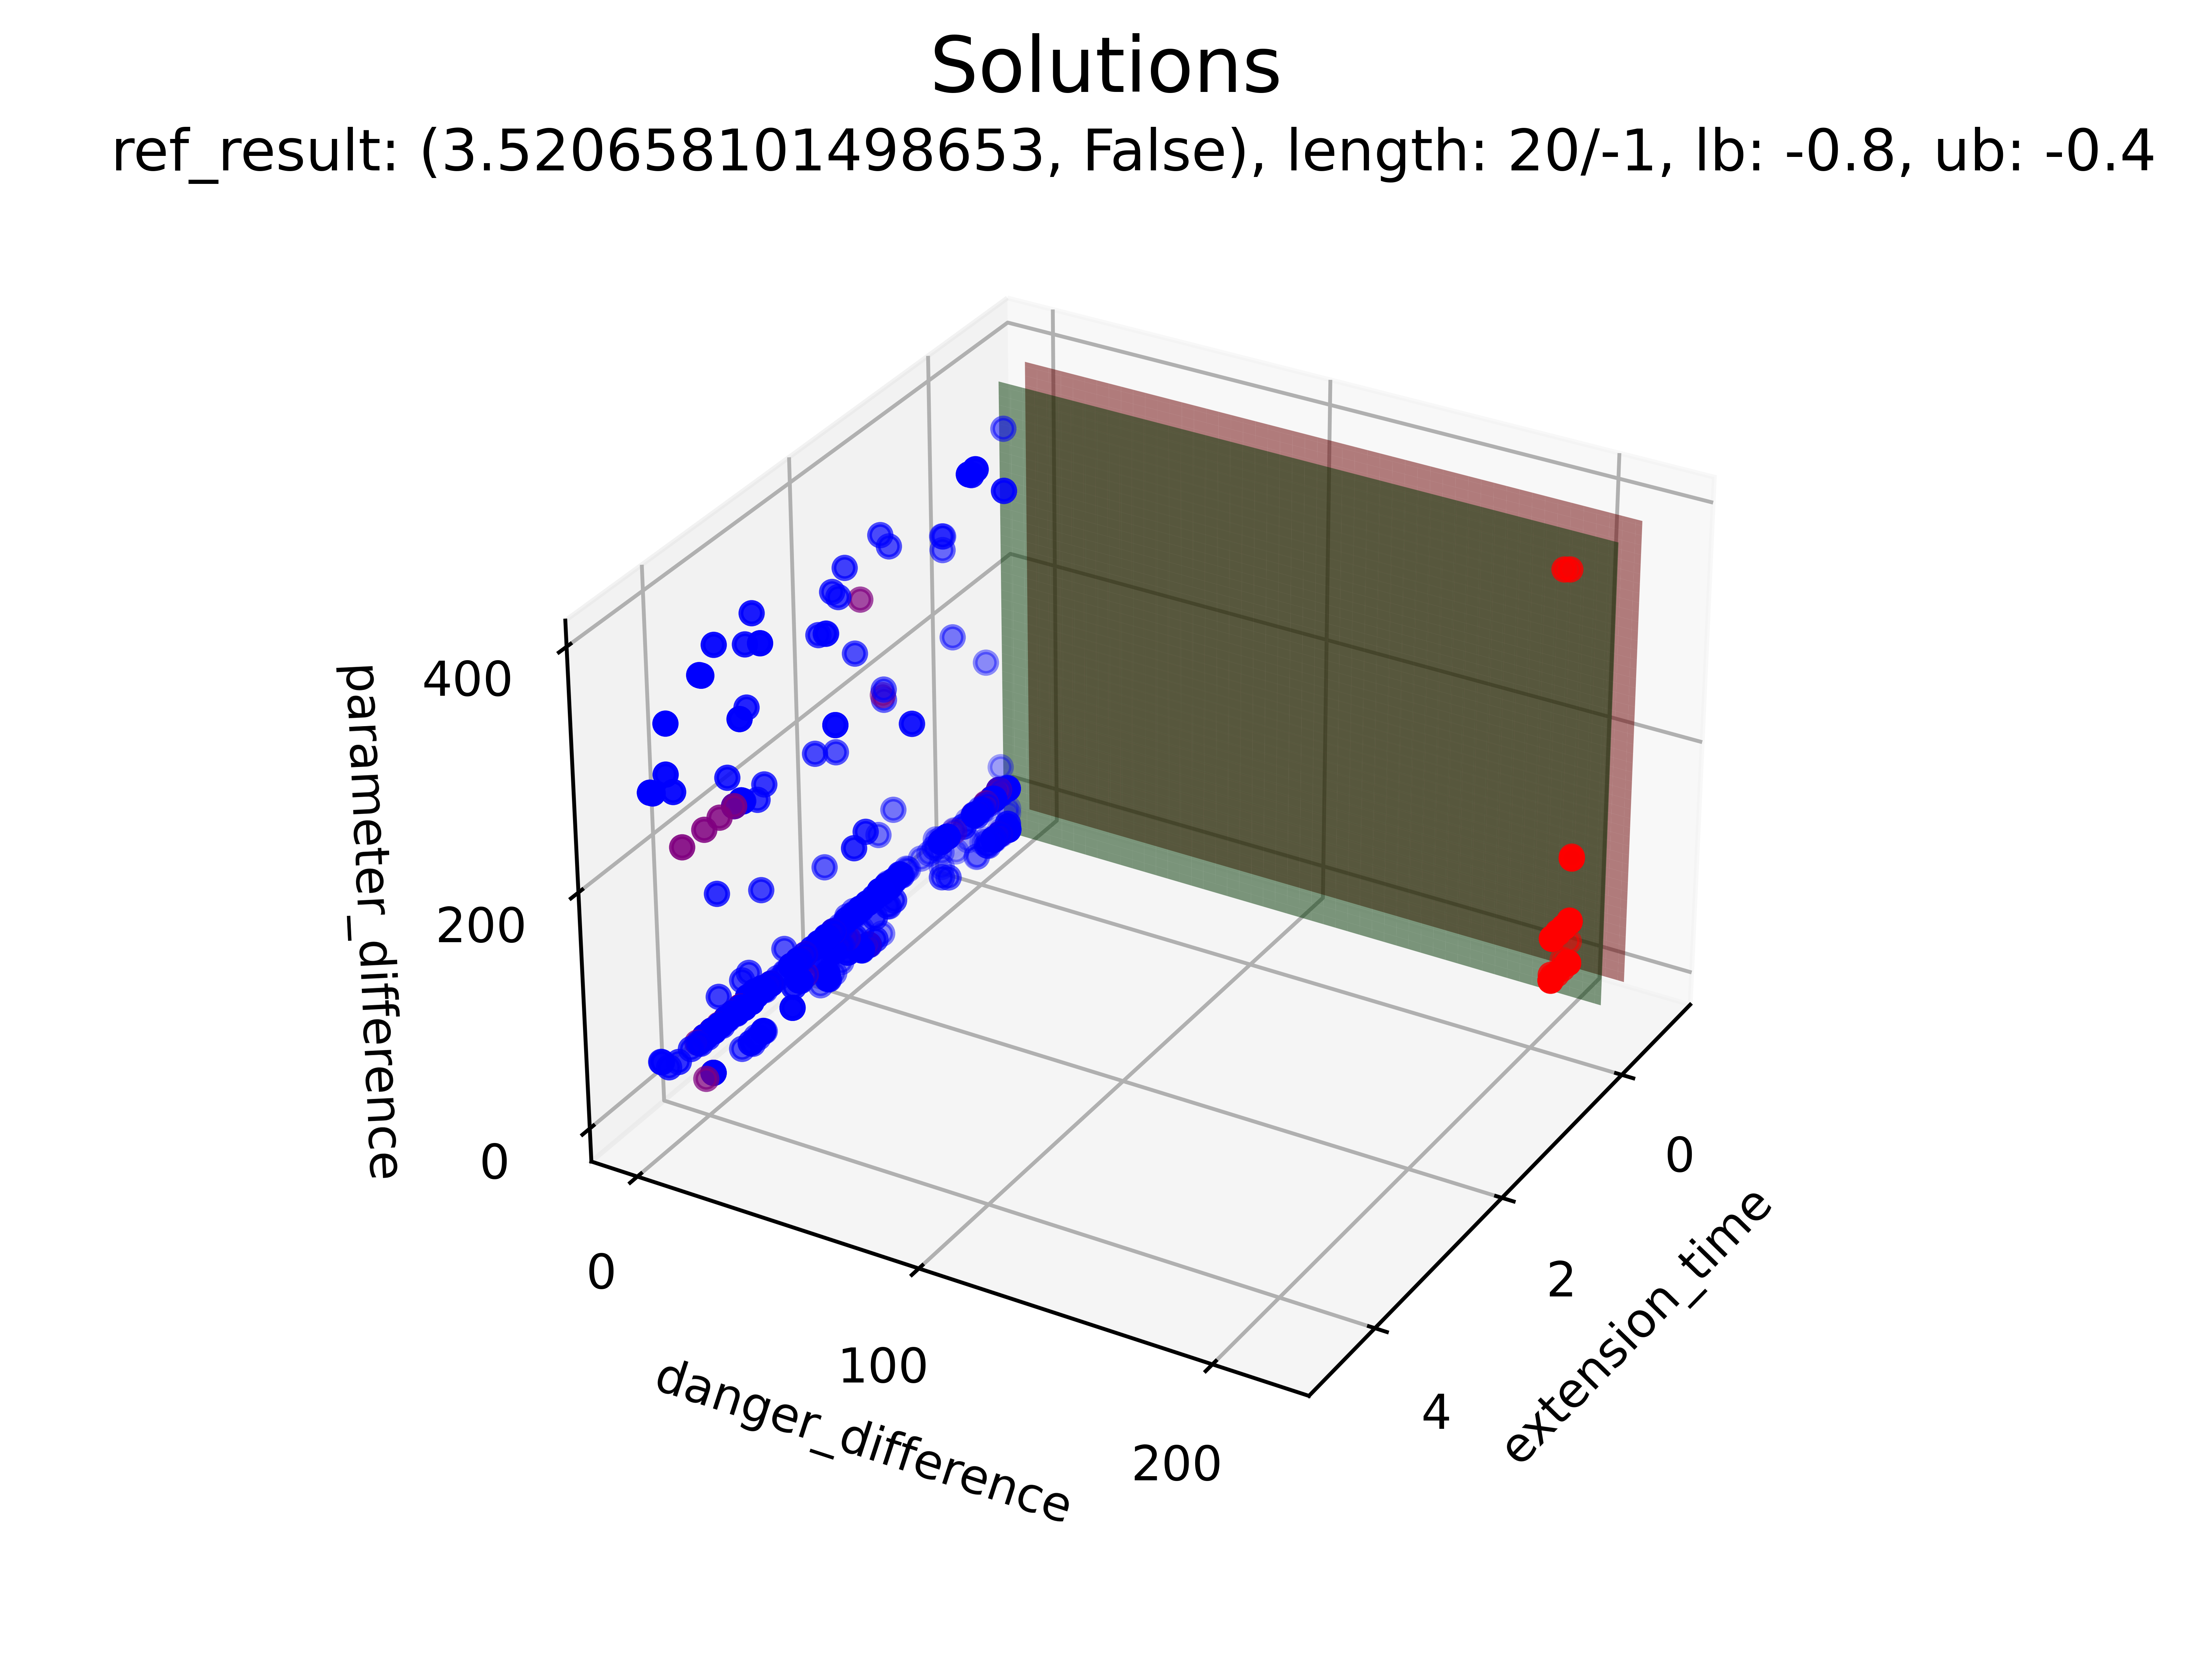 Solutions
ref_result: (3.520658101498653, False), length: 20/-1, lb: -0.8, ub: -0.4
parameter_difference
400
200
0
0
100
200
danger_difference
0
2
4
extension_time